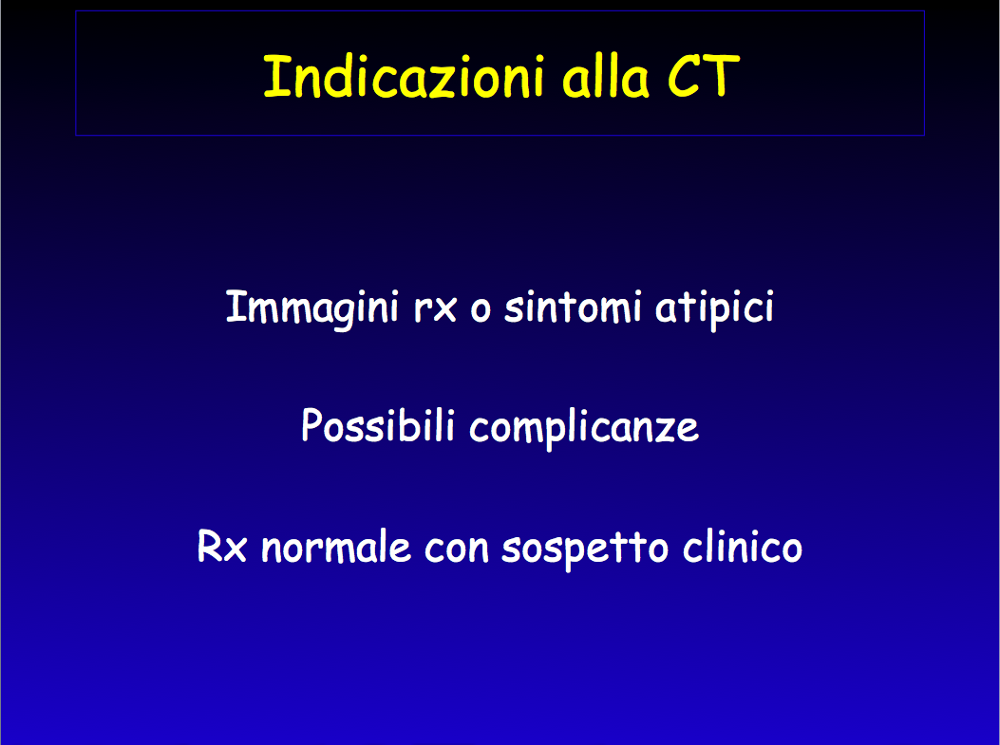 Indicazioni alla CT
Immagini rx o sintomi atipici
Possibili complicanze
Rx normale con sospetto clinico